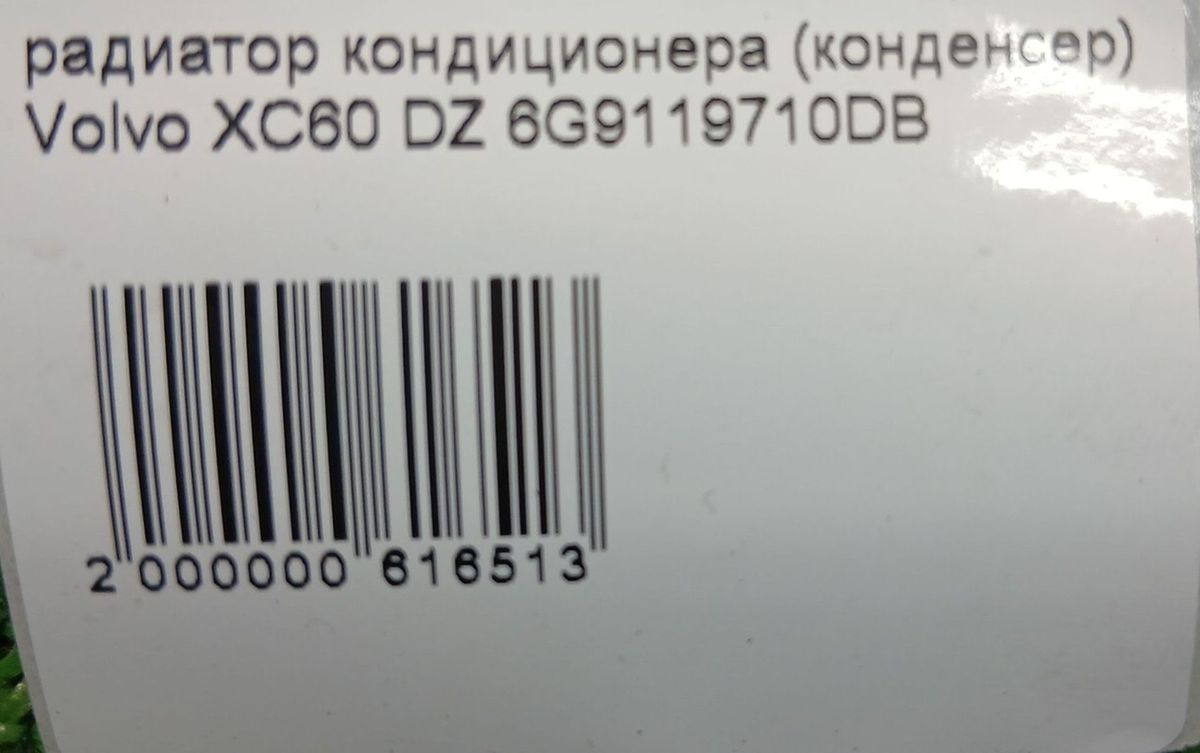 радиатор кондиционера (конденсер)
Volvo XC60 DZ 6G9119710DB
2 000000 616513